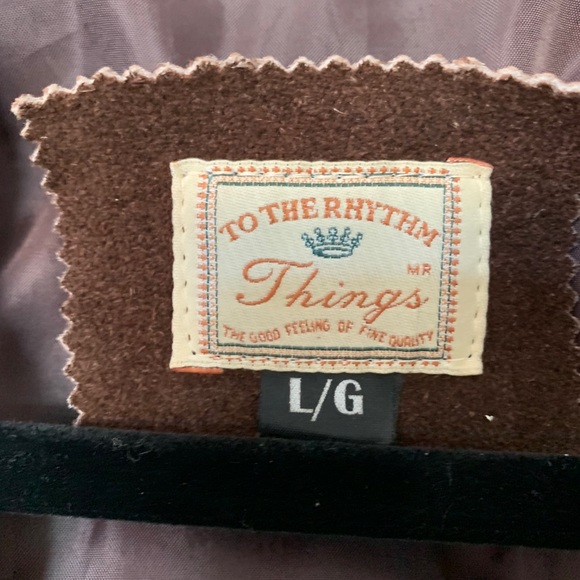 TO THE RHYTHM
MR
Things
THE GOOD FEELING OF FINE QUALITY
L/G